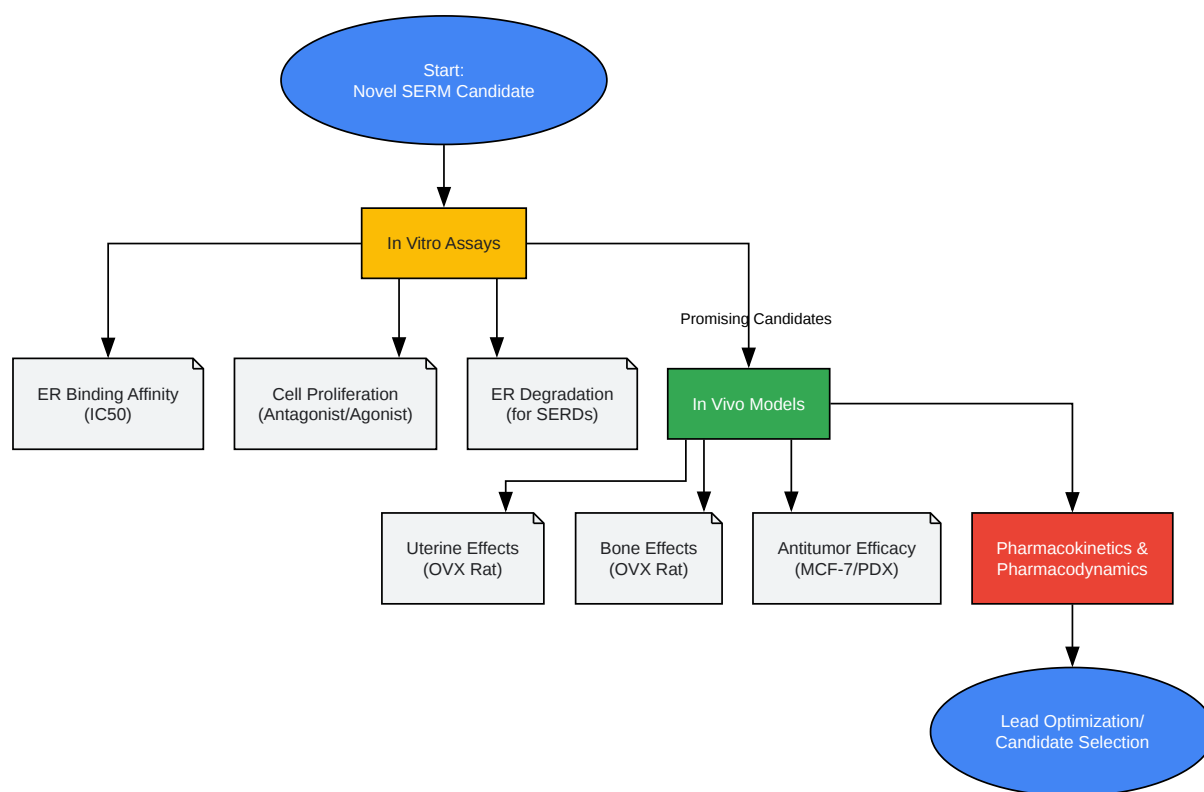 Start:
Novel SERM Candidate
In Vitro Assays
Promising Candidates
ER Binding Affinity
(IC50)
Cell Proliferation
(Antagonist/Agonist)
ER Degradation
(for SERDs)
In Vivo Models
Uterine Effects
(OVX Rat)
Bone Effects
(OVX Rat)
Antitumor Efficacy
(MCF-7/PDX)
Pharmacokinetics &
Pharmacodynamics
Lead Optimization/
Candidate Selection